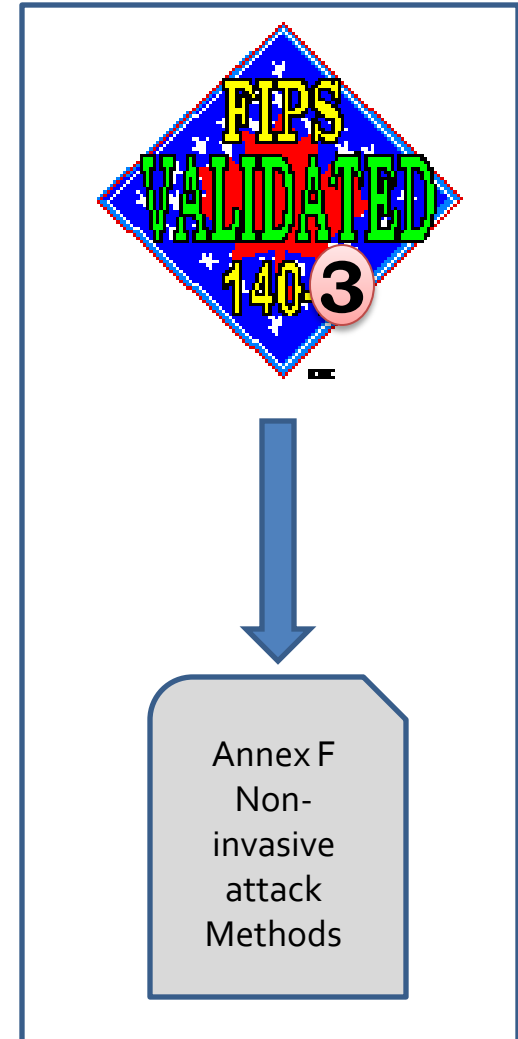 FIPS
VALIDATED
140-3
Annex F
Non-
invasive
attack
Methods